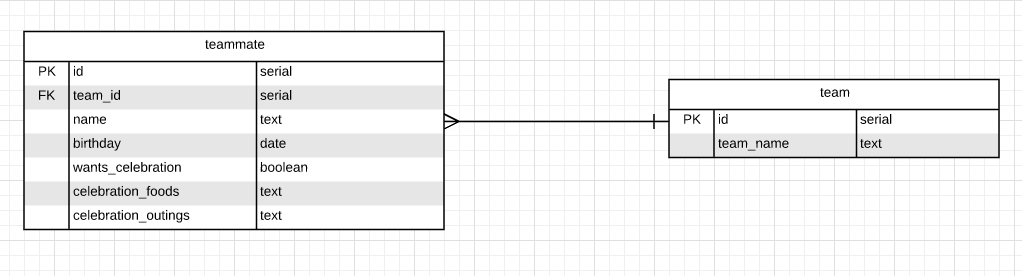 teammate
PK id serial
FK team_id serial
name text
birthday date
wants_celebration boolean
celebration_foods text
celebration_outings text
team
PK id serial
team_name text